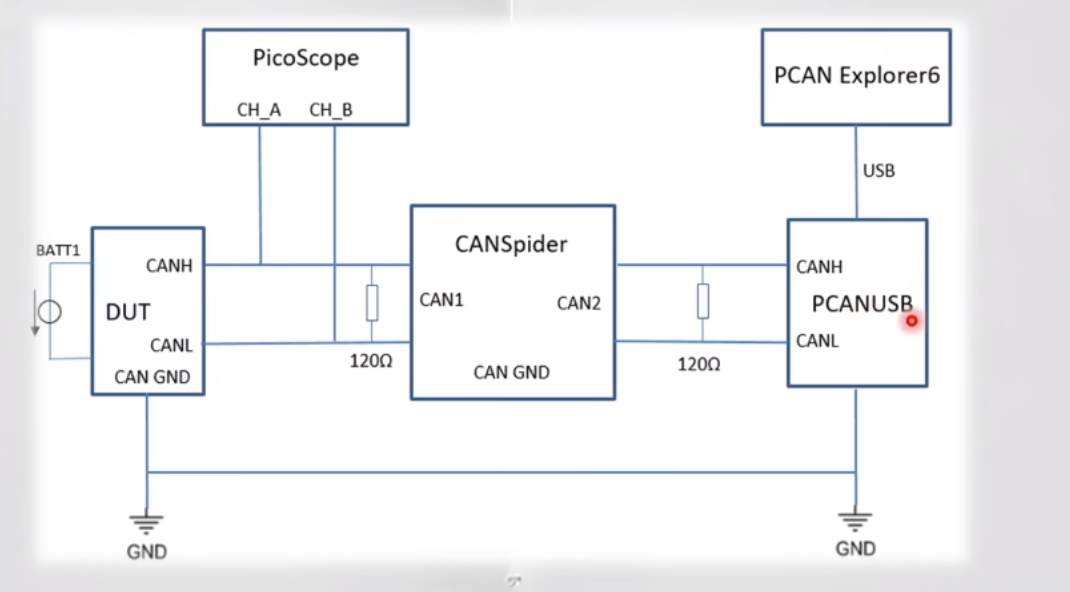 PicoScope
CH_A CH_B
PCAN Explorer6
USB
BATT1
DUT
CANH
CANL
CAN GND
CANSpider
CAN1
CAN2
CAN GND
120Ω
120Ω
CANH
PCANUSB
CANL
GND
GND